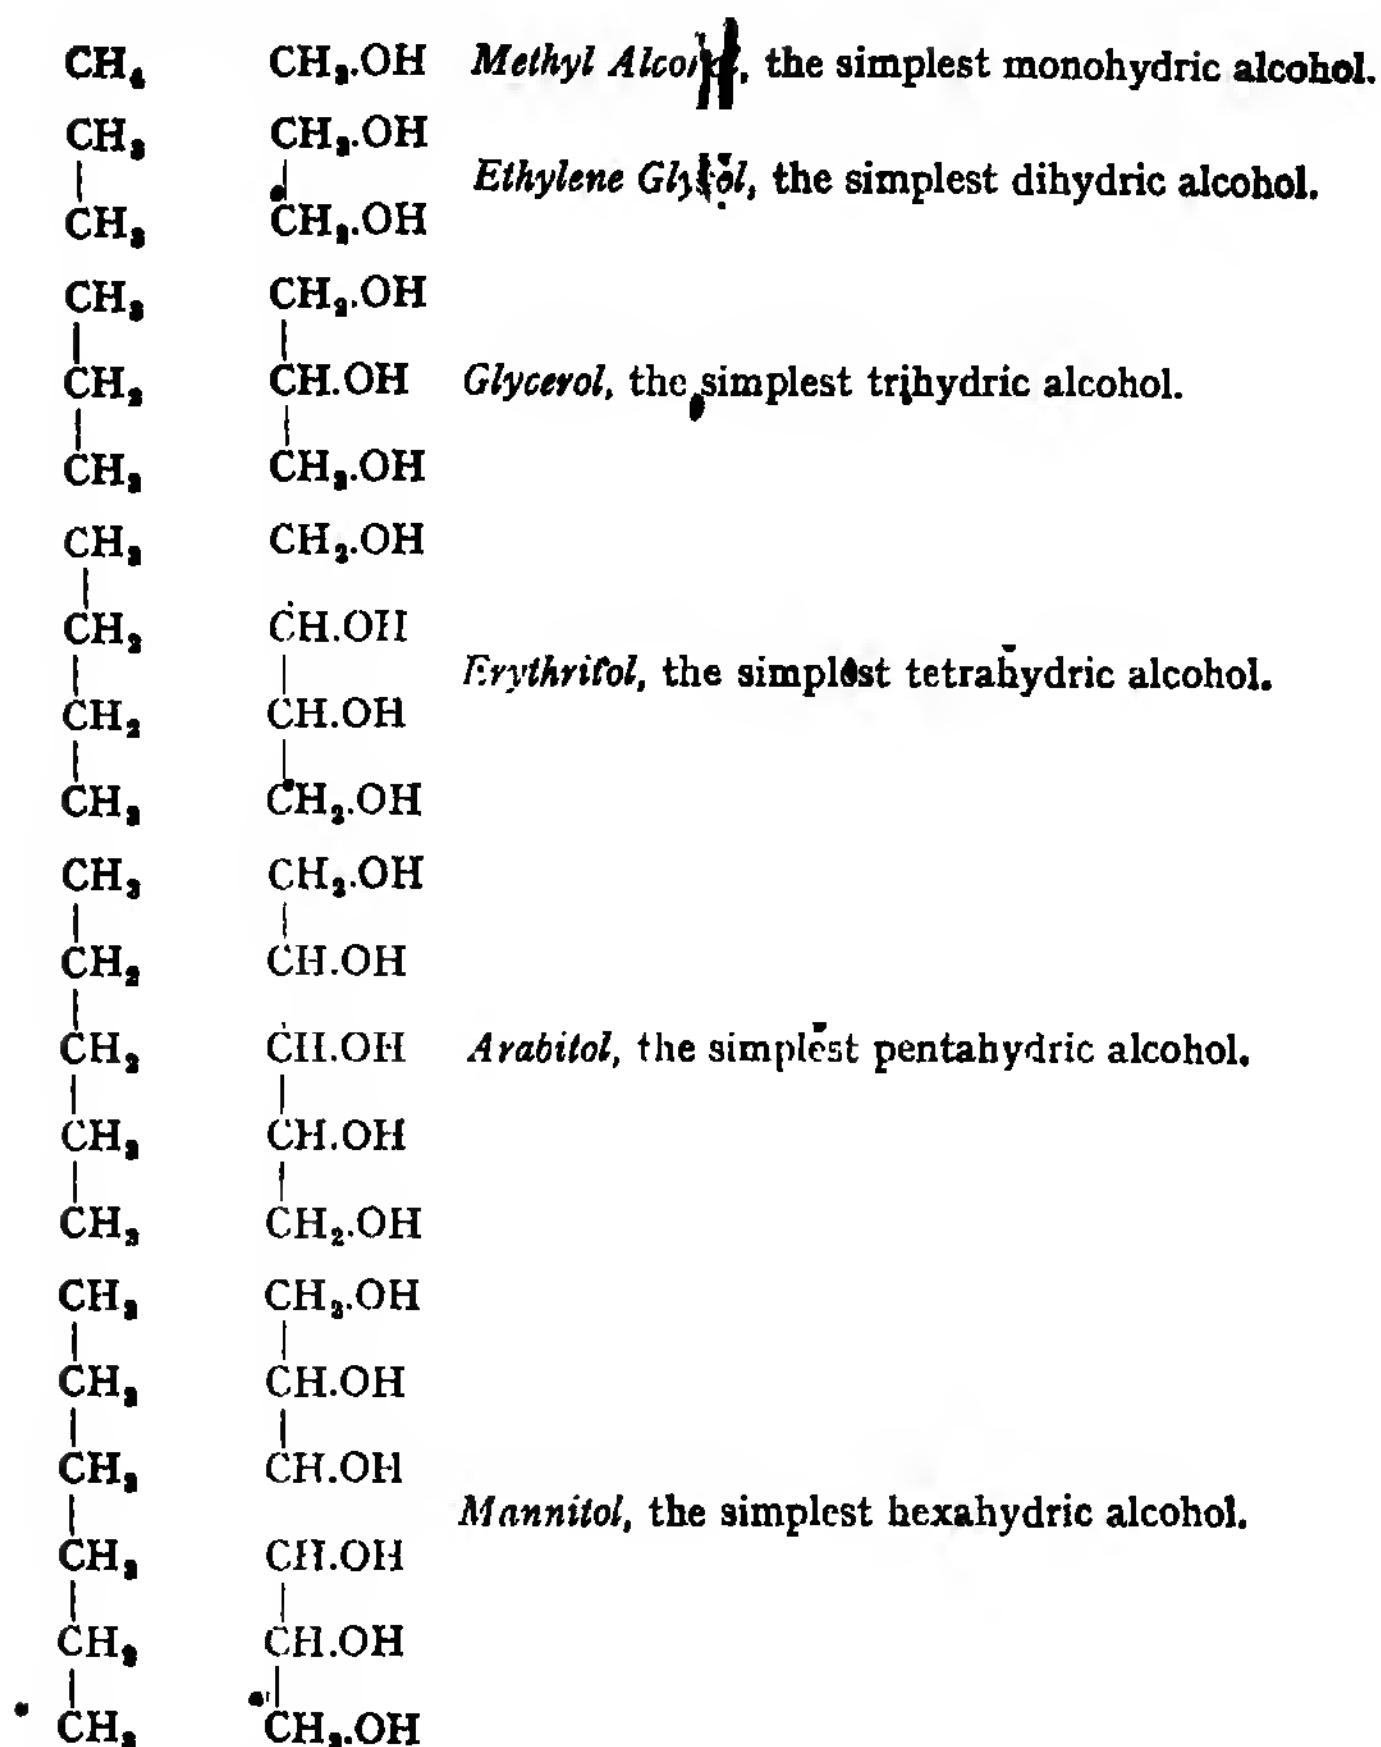 CH₄ CH₃.OH Methyl Alcohol, the simplest monohydric alcohol.
CH₃ CH₂.OH
Ethylene Glycol, the simplest dihydric alcohol.
CH₃ CH₂.OH
CH₃ CH₂.OH
CH₂ CH.OH Glycerol, the simplest trihydric alcohol.
CH₃ CH₂.OH
CH₃ CH₂.OH
CH₂ CH.OH
Erythritol, the simplest tetrahydric alcohol.
CH₂ CH.OH
CH₃ CH₂.OH
CH₃ CH₂.OH
CH₂ CH.OH
CH₂ CH.OH Arabitol, the simplest pentahydric alcohol.
CH₂ CH.OH
CH₃ CH₂.OH
CH₃ CH₂.OH
CH₂ CH.OH
CH₂ CH.OH
Mannitol, the simplest hexahydric alcohol.
CH₂ CH.OH
CH₂ CH.OH
CH₃ CH₂.OH